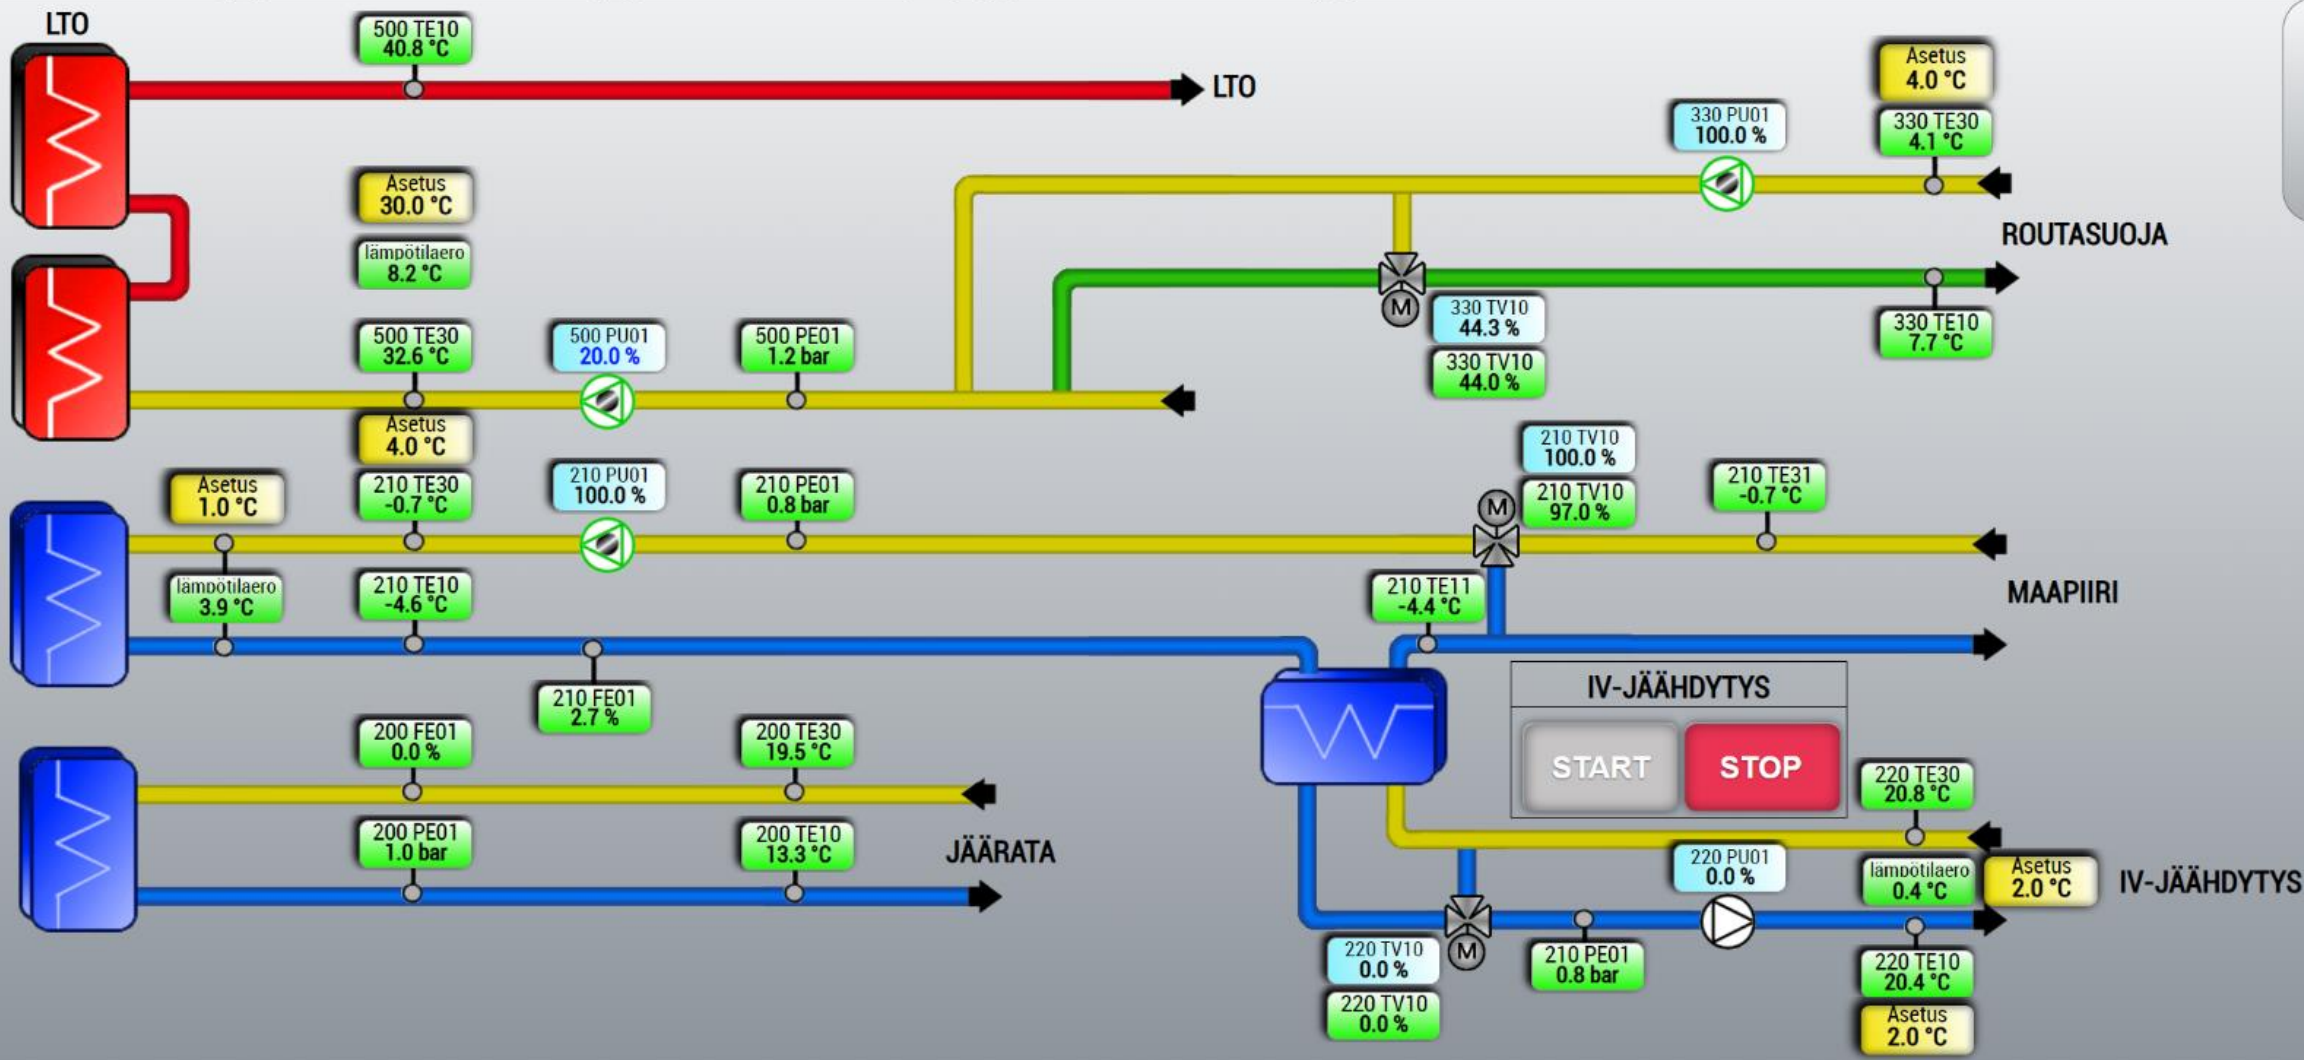 LTO
500 TE10
40.8 °C
LTO
Asetus
4.0 °C
330 PU01
100.0 %
330 TE30
4.1 °C
Asetus
30.0 °C
lämpötilaero
8.2 °C
ROUTASUOJA
500 TE30
32.6 °C
500 PU01
20.0 %
500 PE01
1.2 bar
M
330 TV10
44.3 %
330 TV10
44.0 %
330 TE10
7.7 °C
Asetus
4.0 °C
Asetus
1.0 °C
210 TE30
-0.7 °C
210 PU01
100.0 %
210 PE01
0.8 bar
210 TV10
100.0 %
M
210 TV10
97.0 %
210 TE31
-0.7 °C
lämpötilaero
3.9 °C
210 TE10
-4.6 °C
210 TE11
-4.4 °C
MAAPIIRI
210 FE01
2.7 %
IV-JÄÄHDYTYS
START
STOP
200 FE01
0.0 %
200 TE30
19.5 °C
220 TE30
20.8 °C
200 PE01
1.0 bar
200 TE10
13.3 °C
JÄÄRATA
220 PU01
0.0 %
lämpötilaero
0.4 °C
Asetus
2.0 °C
IV-JÄÄHDYTYS
220 TV10
0.0 %
M
210 PE01
0.8 bar
220 TE10
20.4 °C
220 TV10
0.0 %
Asetus
2.0 °C